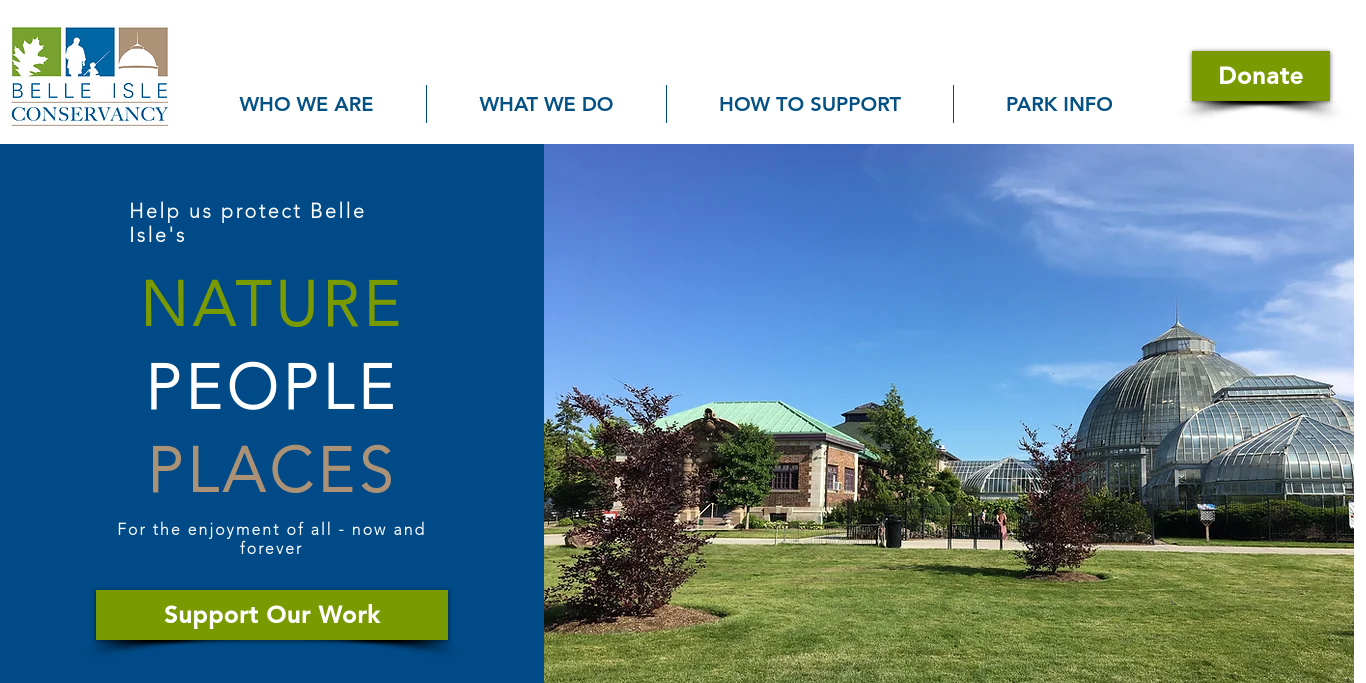 BELLE ISLE
CONSERVANCY
WHO WE ARE
WHAT WE DO
HOW TO SUPPORT
PARK INFO
Donate
Help us protect Belle
Isle's
NATURE
PEOPLE
PLACES
For the enjoyment of all - now and
forever
Support Our Work